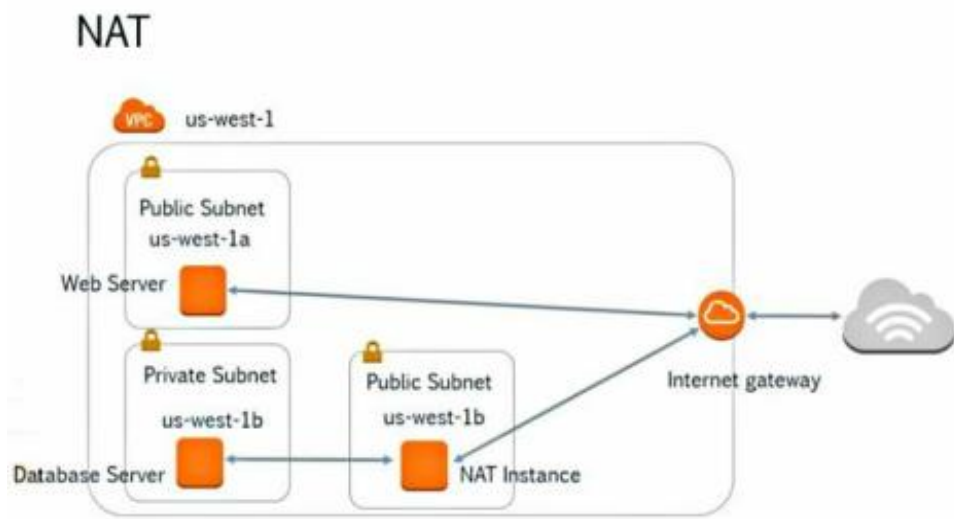 NAT
VPC us-west-1
Public Subnet
us-west-1a
Web Server
Private Subnet
us-west-1b
Database Server
Public Subnet
us-west-1b
NAT Instance
Internet gateway